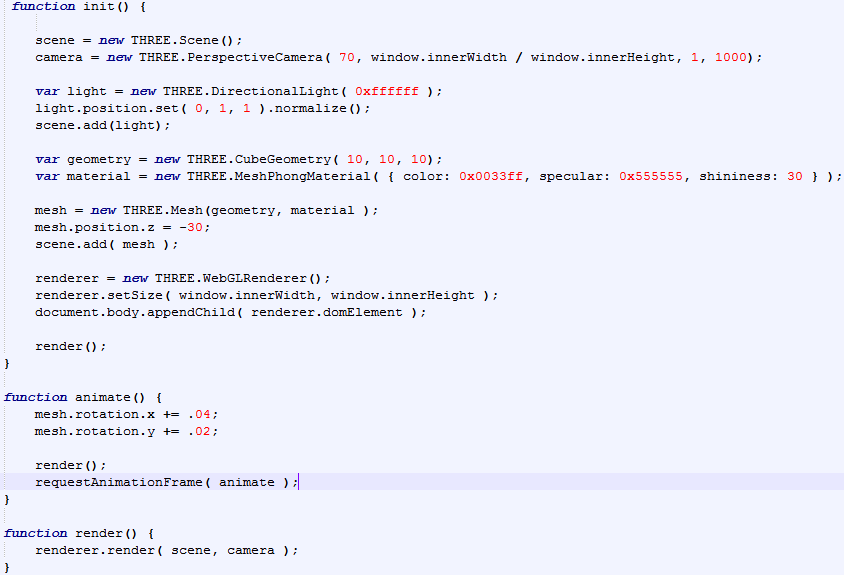 function init() {
scene = new THREE.Scene();
camera = new THREE.PerspectiveCamera( 70, window.innerWidth / window.innerHeight, 1, 1000);
var light = new THREE.DirectionalLight( 0xffffff );
light.position.set( 0, 1, 1 ).normalize();
scene.add(light);
var geometry = new THREE.CubeGeometry( 10, 10, 10);
var material = new THREE.MeshPhongMaterial( { color: 0x0033ff, specular: 0x555555, shininess: 30 } );
mesh = new THREE.Mesh(geometry, material );
mesh.position.z = -30;
scene.add( mesh );
renderer = new THREE.WebGLRenderer();
renderer.setSize( window.innerWidth, window.innerHeight );
document.body.appendChild( renderer.domElement );
render();
}
function animate() {
mesh.rotation.x += .04;
mesh.rotation.y += .02;
render();
requestAnimationFrame( animate );
}
function render() {
renderer.render( scene, camera );
}